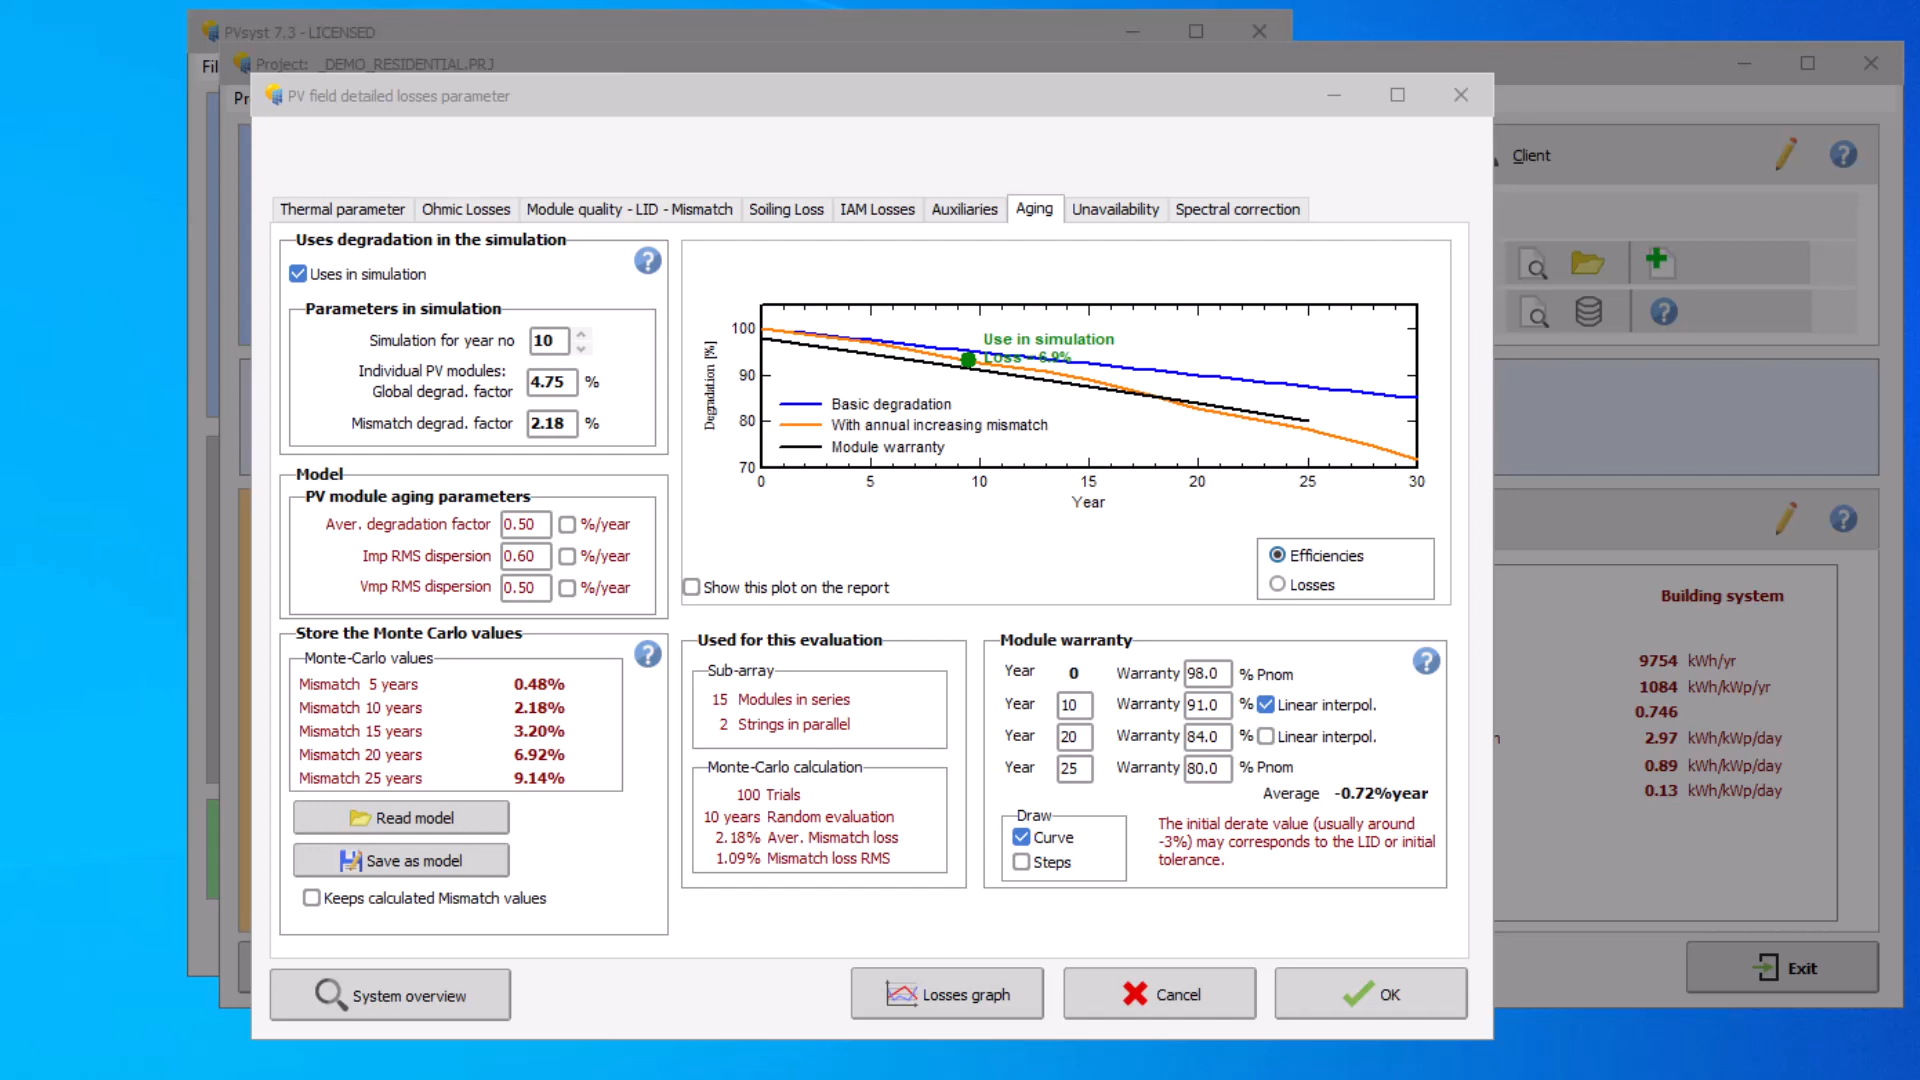 PVsyst 7.3 - LICENSED
Fil
Project: _DEMO_RESIDENTIAL.PRJ
Pr
PV field detailed losses parameter
Client
Thermal parameter
Ohmic Losses
Module quality - LID - Mismatch
Soiling Loss
IAM Losses
Auxiliaries
Aging
Unavailability
Spectral correction
Uses degradation in the simulation
Uses in simulation
Parameters in simulation
Simulation for year no 10
Individual PV modules:
Global degrad. factor 4.75 %
Mismatch degrad. factor 2.18 %
Model
PV module aging parameters
Aver. degradation factor 0.50 %/year
Imp RMS dispersion 0.60 %/year
Vmp RMS dispersion 0.50 %/year
Store the Monte Carlo values
Monte-Carlo values
Mismatch 5 years 0.48%
Mismatch 10 years 2.18%
Mismatch 15 years 3.20%
Mismatch 20 years 6.92%
Mismatch 25 years 9.14%
Read model
Save as model
Keeps calculated Mismatch values
Degradation [%]
100
90
80
70
0 5 10 15 20 25 30
Year
Use in simulation
Loss = 6.9%
Basic degradation
With annual increasing mismatch
Module warranty
Show this plot on the report
Efficiencies
Losses
Used for this evaluation
Sub-array
15 Modules in series
2 Strings in parallel
Monte-Carlo calculation
100 Trials
10 years Random evaluation
2.18% Aver. Mismatch loss
1.09% Mismatch loss RMS
Module warranty
Year 0 Warranty 98.0 % Pnom
Year 10 Warranty 91.0 % Linear interpol.
Year 20 Warranty 84.0 % Linear interpol.
Year 25 Warranty 80.0 % Pnom
Average -0.72%year
Draw
Curve
Steps
The initial derate value (usually around
-3%) may corresponds to the LID or initial
tolerance.
System overview
Losses graph
Cancel
OK
Building system
9754 kWh/yr
1084 kWh/kWp/yr
0.746
n 2.97 kWh/kWp/day
0.89 kWh/kWp/day
0.13 kWh/kWp/day
Exit